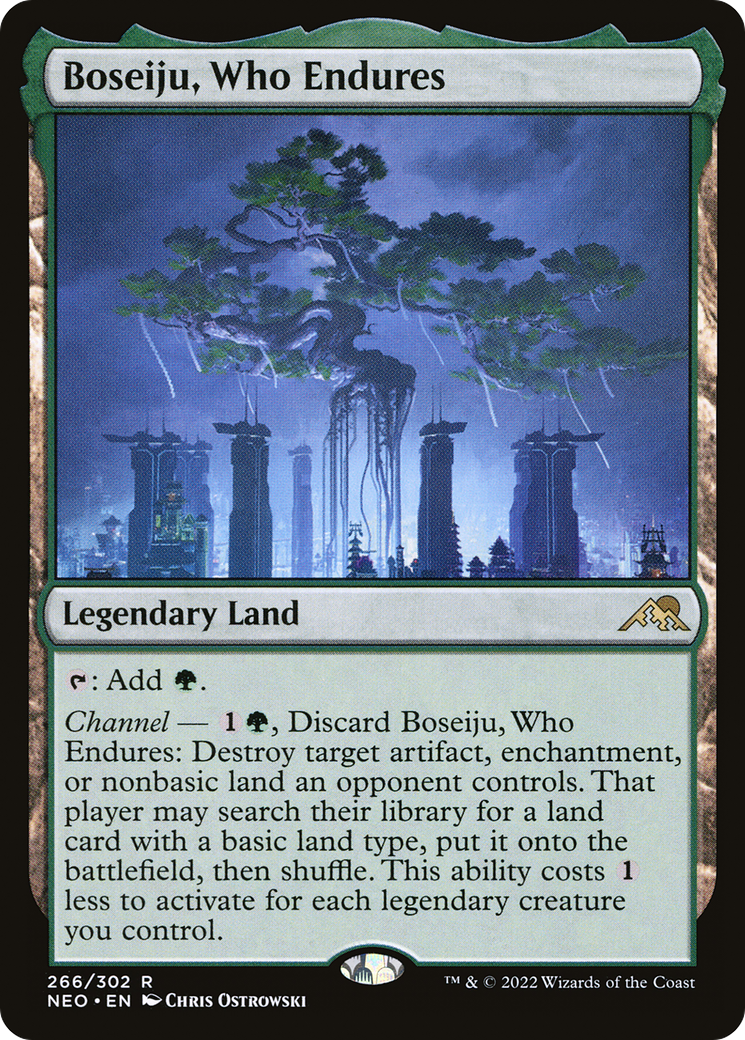 Boseiju, Who Endures
Legendary Land
: Add .
Channel — 1 , Discard Boseiju, Who
Endures: Destroy target artifact, enchantment,
or nonbasic land an opponent controls. That
player may search their library for a land
card with a basic land type, put it onto the
battlefield, then shuffle. This ability costs 1
less to activate for each legendary creature
you control.
266/302 R
NEO • EN Chris Ostrowski
™ & © 2022 Wizards of the Coast